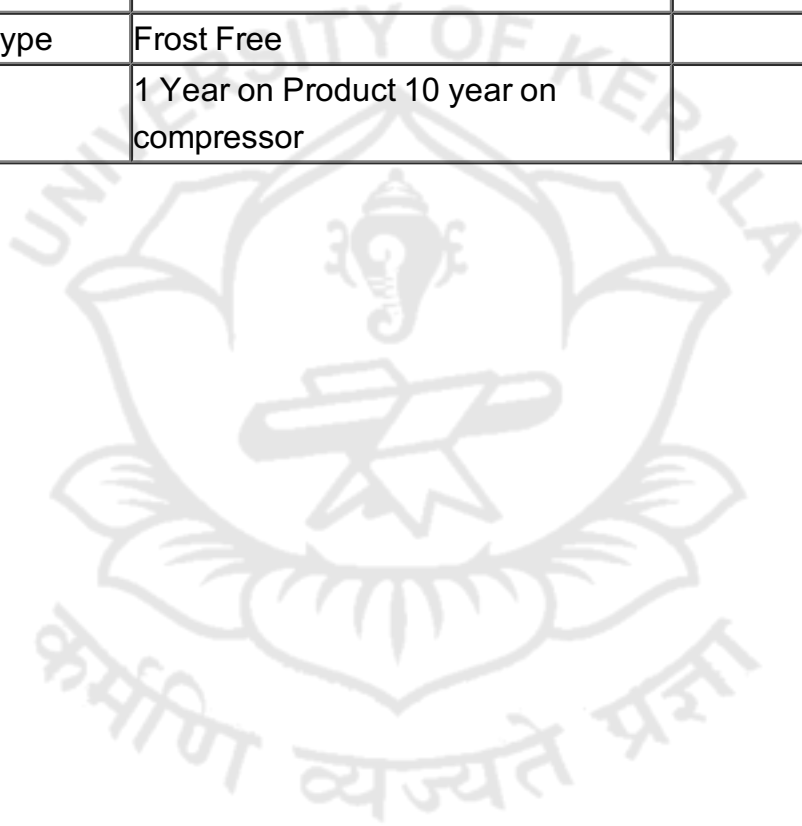 ype Frost Free
1 Year on Product 10 year on
compressor
UNIVERSITY OF KERALA
कर्मणि व्यज्यते प्रज्ञा